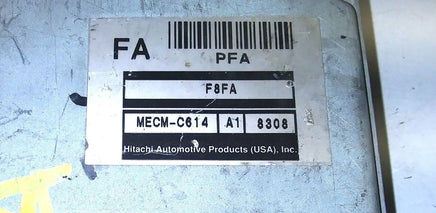 FA PFA
F8FA
MECM-C614 A1 8308
Hitachi Automotive Products (USA), Inc.